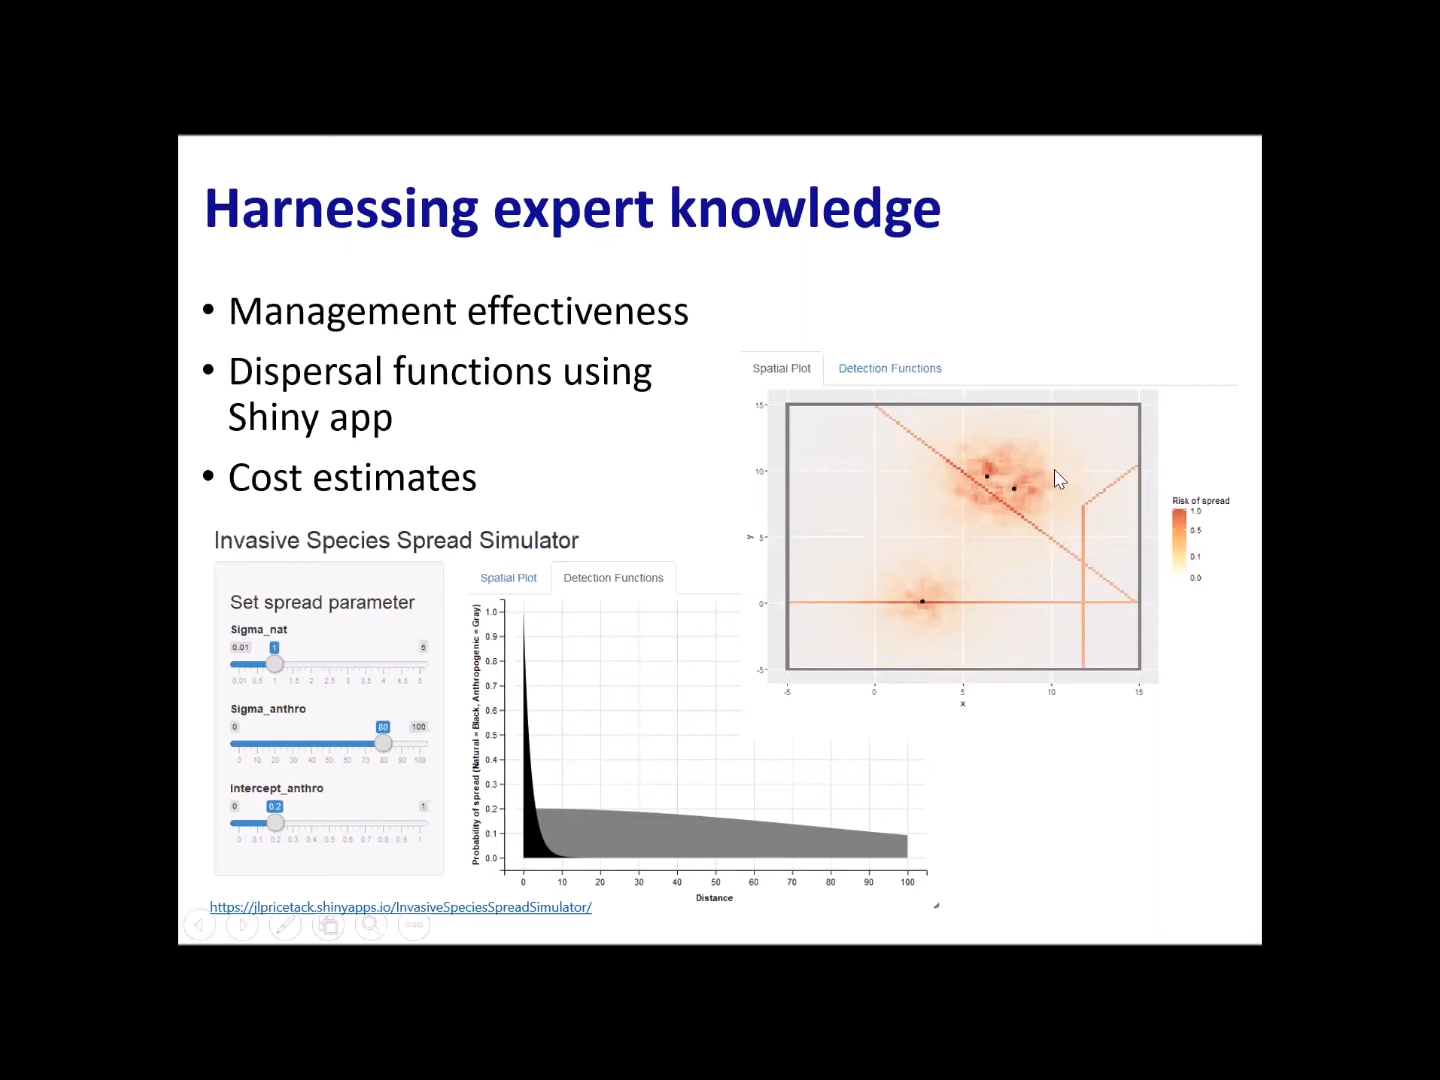 Harnessing expert knowledge
• Management effectiveness
• Dispersal functions using
Shiny app
• Cost estimates
Spatial Plot
Detection Functions
15
10
5
0
-5
y
-5
0
5
10
15
x
Risk of spread
1.0
0.5
0.1
0.0
Invasive Species Spread Simulator
Set spread parameter
Sigma_nat
0.01
1
5
0.01 0.5 1 1.5 2 2.5 3 3.5 4 4.5 5
Sigma_anthro
0
80
100
0 10 20 30 40 50 60 70 80 90 100
Intercept_anthro
0
0.2
1
0 0.1 0.2 0.3 0.4 0.5 0.6 0.7 0.8 0.9 1
Spatial Plot
Detection Functions
Probability of spread (Natural = Black, Anthropogenic = Gray)
1.0
0.9
0.8
0.7
0.6
0.5
0.4
0.3
0.2
0.1
0.0
0 10 20 30 40 50 60 70 80 90 100
Distance
https://jlpricetack.shinyapps.io/InvasiveSpeciesSpreadSimulator/